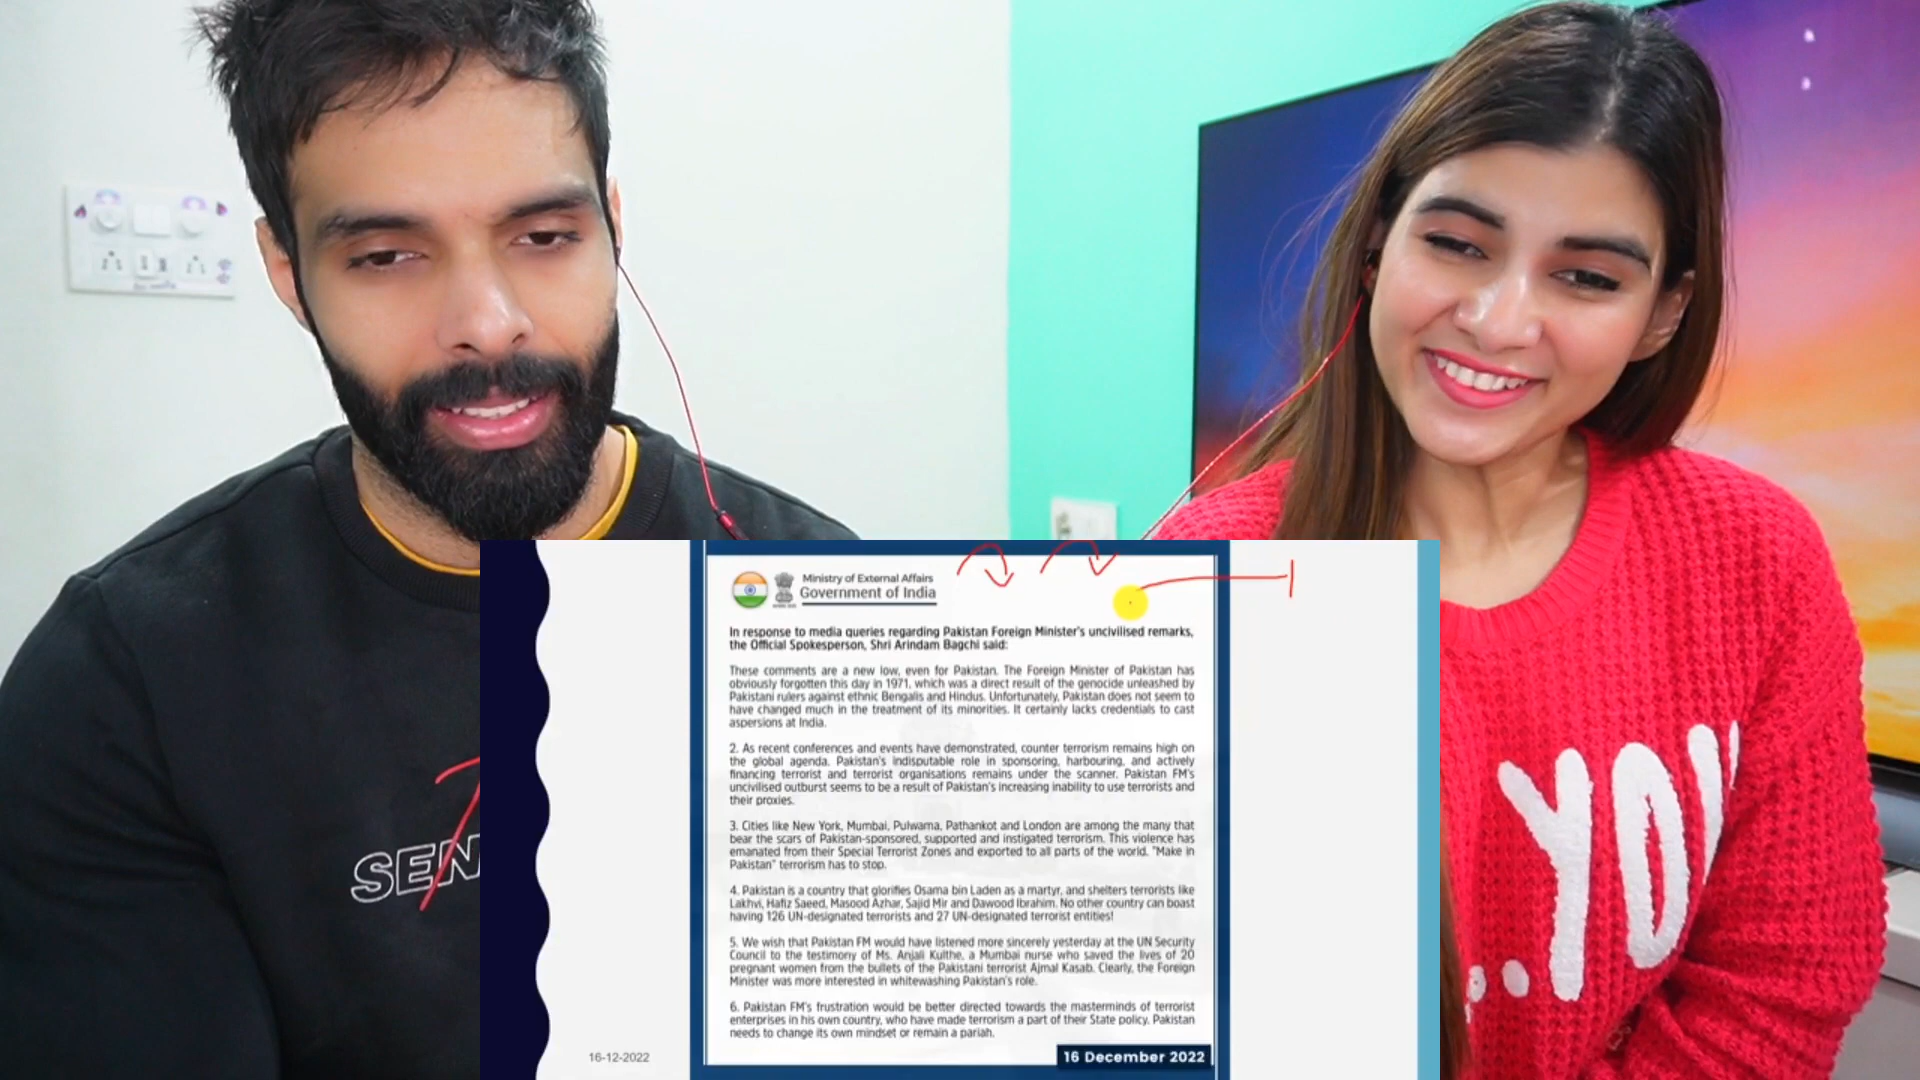 SEN
Ministry of External Affairs
Government of India
In response to media queries regarding Pakistan Foreign Minister's uncivilised remarks,
the Official Spokesperson, Shri Arindam Bagchi said:
These comments are a new low, even for Pakistan. The Foreign Minister of Pakistan has
obviously forgotten this day in 1971, which was a direct result of the genocide unleashed by
Pakistani rulers against ethnic Bengalis and Hindus. Unfortunately, Pakistan does not seem to
have changed much in the treatment of its minorities. It certainly lacks credentials to cast
aspersions at India.
2. As recent conferences and events have demonstrated, counter terrorism remains high on
the global agenda. Pakistan's indisputable role in sponsoring, harbouring, and actively
financing terrorist and terrorist organisations remains under the scanner. Pakistan FM's
uncivilised outburst seems to be a result of Pakistan's increasing inability to use terrorists and
their proxies.
3. Cities like New York, Mumbai, Pulwama, Pathankot and London are among the many that
bear the scars of Pakistan-sponsored, supported and instigated terrorism. This violence has
emanated from their Special Terrorist Zones and exported to all parts of the world. "Make in
Pakistan" terrorism has to stop.
4. Pakistan is a country that glorifies Osama bin Laden as a martyr, and shelters terrorists like
Lakhvi, Hafiz Saeed, Masood Azhar, Sajid Mir and Dawood Ibrahim. No other country can boast
having 126 UN-designated terrorists and 27 UN-designated terrorist entities!
5. We wish that Pakistan FM would have listened more sincerely yesterday at the UN Security
Council to the testimony of Ms. Anjali Kulthe, a Mumbai nurse who saved the lives of 20
pregnant women from the bullets of the Pakistani terrorist Ajmal Kasab. Clearly, the Foreign
Minister was more interested in whitewashing Pakistan's role.
6. Pakistan FM's frustration would be better directed towards the masterminds of terrorist
enterprises in his own country, who have made terrorism a part of their State policy. Pakistan
needs to change its own mindset or remain a pariah.
16-12-2022
16 December 2022
..YOU